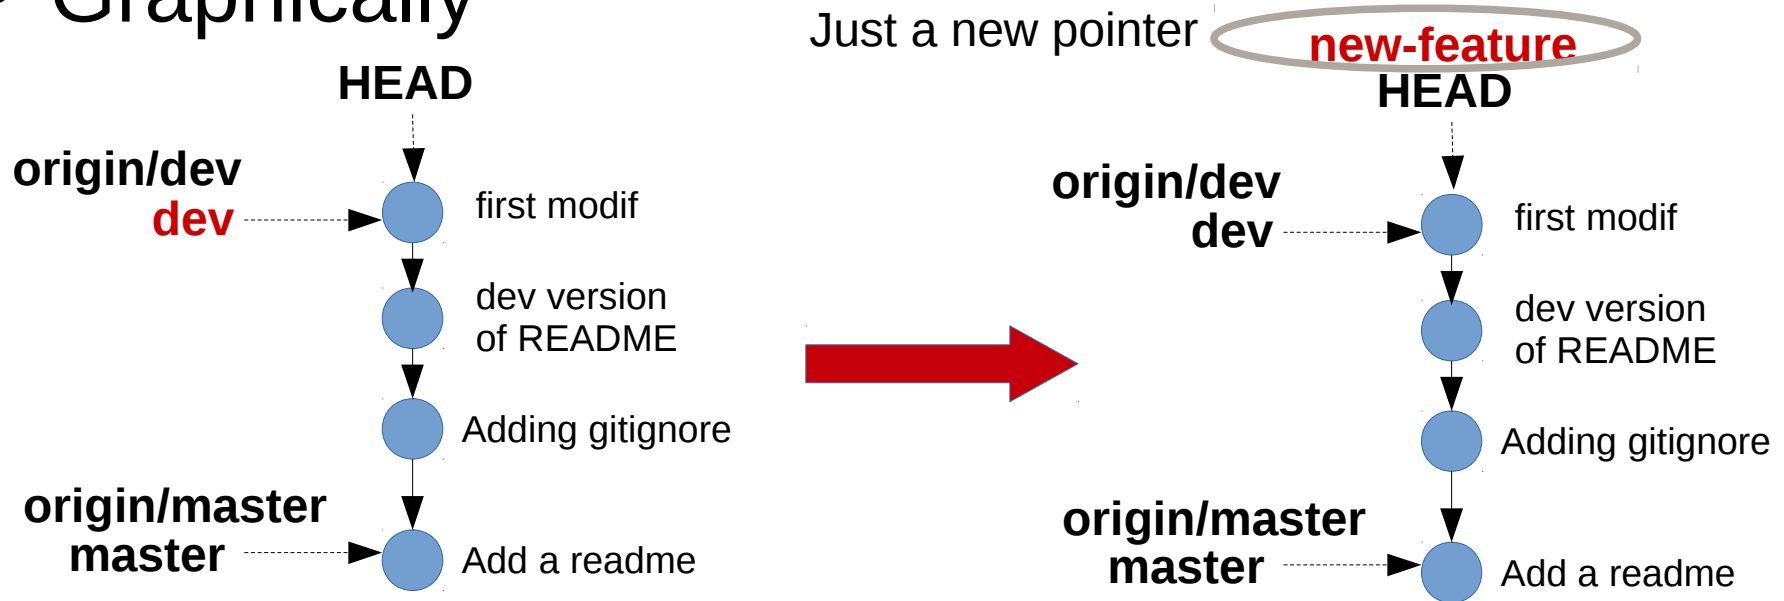 Graphically
Just a new pointer
new-feature
HEAD
origin/dev
dev
first modif
dev version
of README
Adding gitignore
origin/master
master
Add a readme
HEAD
origin/dev
dev
first modif
dev version
of README
Adding gitignore
origin/master
master
Add a readme